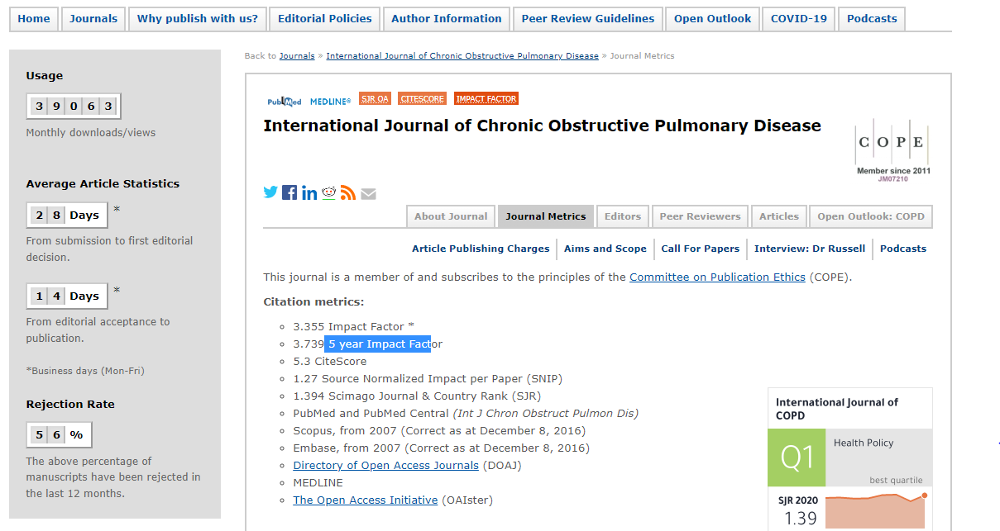 Home
Journals
Why publish with us?
Editorial Policies
Author Information
Peer Review Guidelines
Open Outlook
COVID-19
Podcasts
Usage
39063
Monthly downloads/views
Average Article Statistics
28 Days *
From submission to first editorial
decision.
14 Days *
From editorial acceptance to
publication.
*Business days (Mon-Fri)
Rejection Rate
56 %
The above percentage of
manuscripts have been rejected in
the last 12 months.
Back to Journals » International Journal of Chronic Obstructive Pulmonary Disease » Journal Metrics
PubMed MEDLINE® SJR OA CITESCORE IMPACT FACTOR
International Journal of Chronic Obstructive Pulmonary Disease
COPE
Member since 2011
JM07210
About Journal
Journal Metrics
Editors
Peer Reviewers
Articles
Open Outlook: COPD
Article Publishing Charges
Aims and Scope
Call For Papers
Interview: Dr Russell
Podcasts
This journal is a member of and subscribes to the principles of the Committee on Publication Ethics (COPE).
Citation metrics:
3.355 Impact Factor *
3.739 5 year Impact Factor
5.3 CiteScore
1.27 Source Normalized Impact per Paper (SNIP)
1.394 Scimago Journal & Country Rank (SJR)
PubMed and PubMed Central (Int J Chron Obstruct Pulmon Dis)
Scopus, from 2007 (Correct as at December 8, 2016)
Embase, from 2007 (Correct as at December 8, 2016)
Directory of Open Access Journals (DOAJ)
MEDLINE
The Open Access Initiative (OAIster)
International Journal of
COPD
Q1
Health Policy
best quartile
SJR 2020
1.39